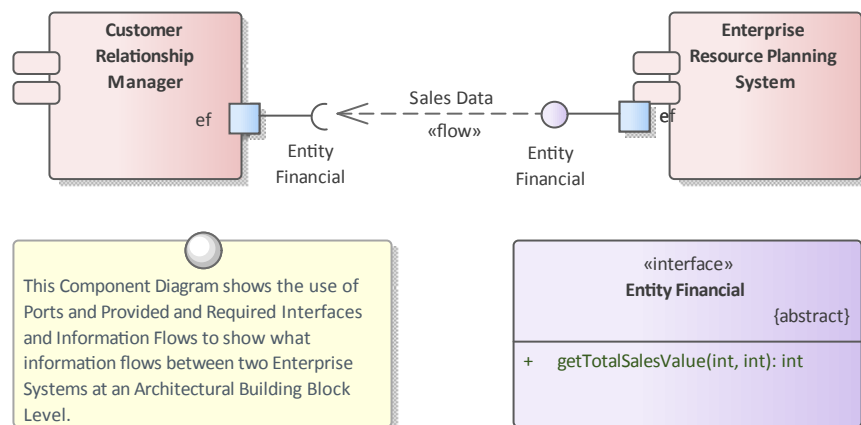 Customer
Relationship
Manager
ef
Entity
Financial
Sales Data
«flow»
Entity
Financial
ef
Enterprise
Resource Planning
System
This Component Diagram shows the use of
Ports and Provided and Required Interfaces
and Information Flows to show what
information flows between two Enterprise
Systems at an Architectural Building Block
Level.
«interface»
Entity Financial
{abstract}
+ getTotalSalesValue(int, int): int